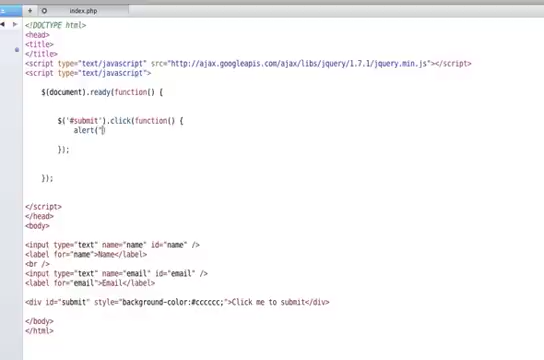 index.php
<!DOCTYPE html>
<head>
<title>
</title>
<script type="text/javascript" src="http://ajax.googleapis.com/ajax/libs/jquery/1.7.1/jquery.min.js"></script>
<script type="text/javascript">
$(document).ready(function() {
$('#submit').click(function() {
alert(")
});
});
</script>
</head>
<body>
<input type="text" name="name" id="name" />
<label for="name">Name</label>
<br />
<input type="text" name="email" id="email" />
<label for="email">Email</label>
<div id="submit" style="background-color:#cccccc;">Click me to submit</div>
</body>
</html>